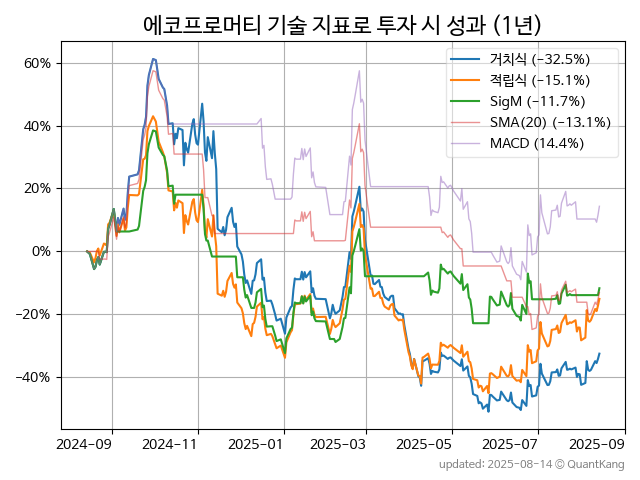 에코프로머티 기술 지표로 투자 시 성과 (1년)
거치식 (−32.5%)
적립식 (−15.1%)
SigM (−11.7%)
SMA(20) (−13.1%)
MACD (14.4%)
60%
40%
20%
0%
−20%
−40%
2024-09 2024-11 2025-01 2025-03 2025-05 2025-07 2025-09
updated: 2025-08-14 © QuantKang